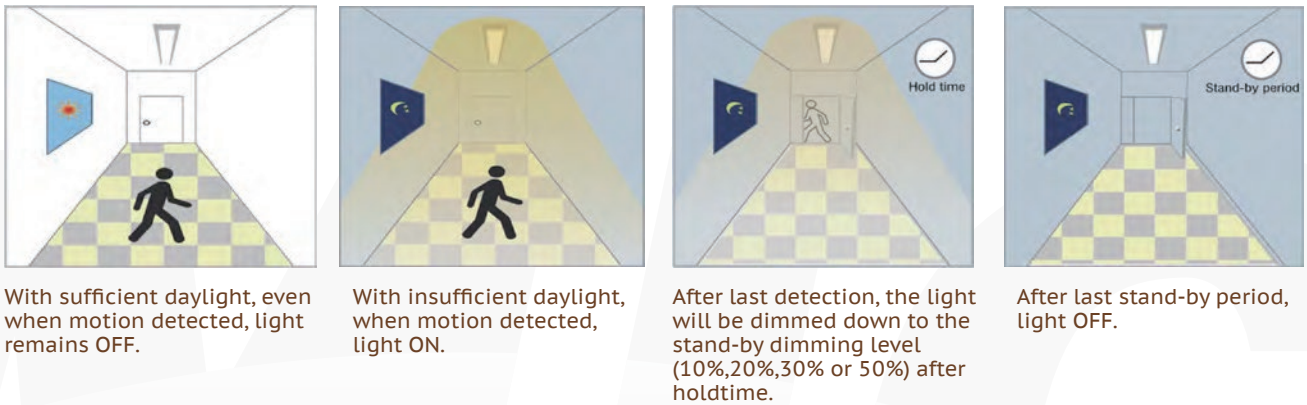 Hold time
Stand-by period
With sufficient daylight, even
when motion detected, light
remains OFF.
With insufficient daylight,
when motion detected,
light ON.
After last detection, the light
will be dimmed down to the
stand-by dimming level
(10%,20%,30% or 50%) after
holdtime.
After last stand-by period,
light OFF.